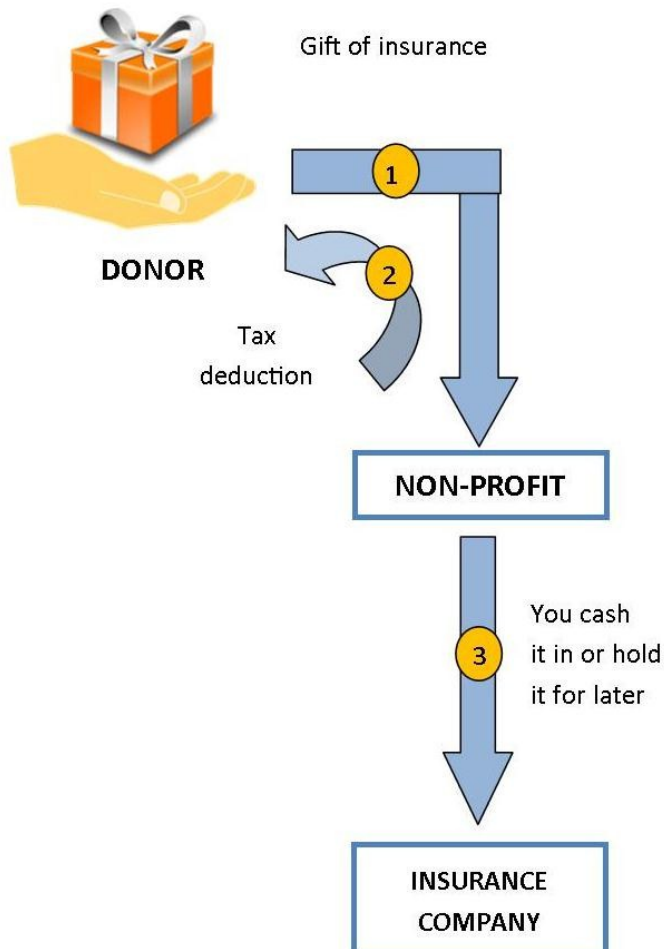 Gift of insurance
1
DONOR
2
Tax
deduction
NON-PROFIT
You cash
3
it in or hold
it for later
INSURANCE
COMPANY